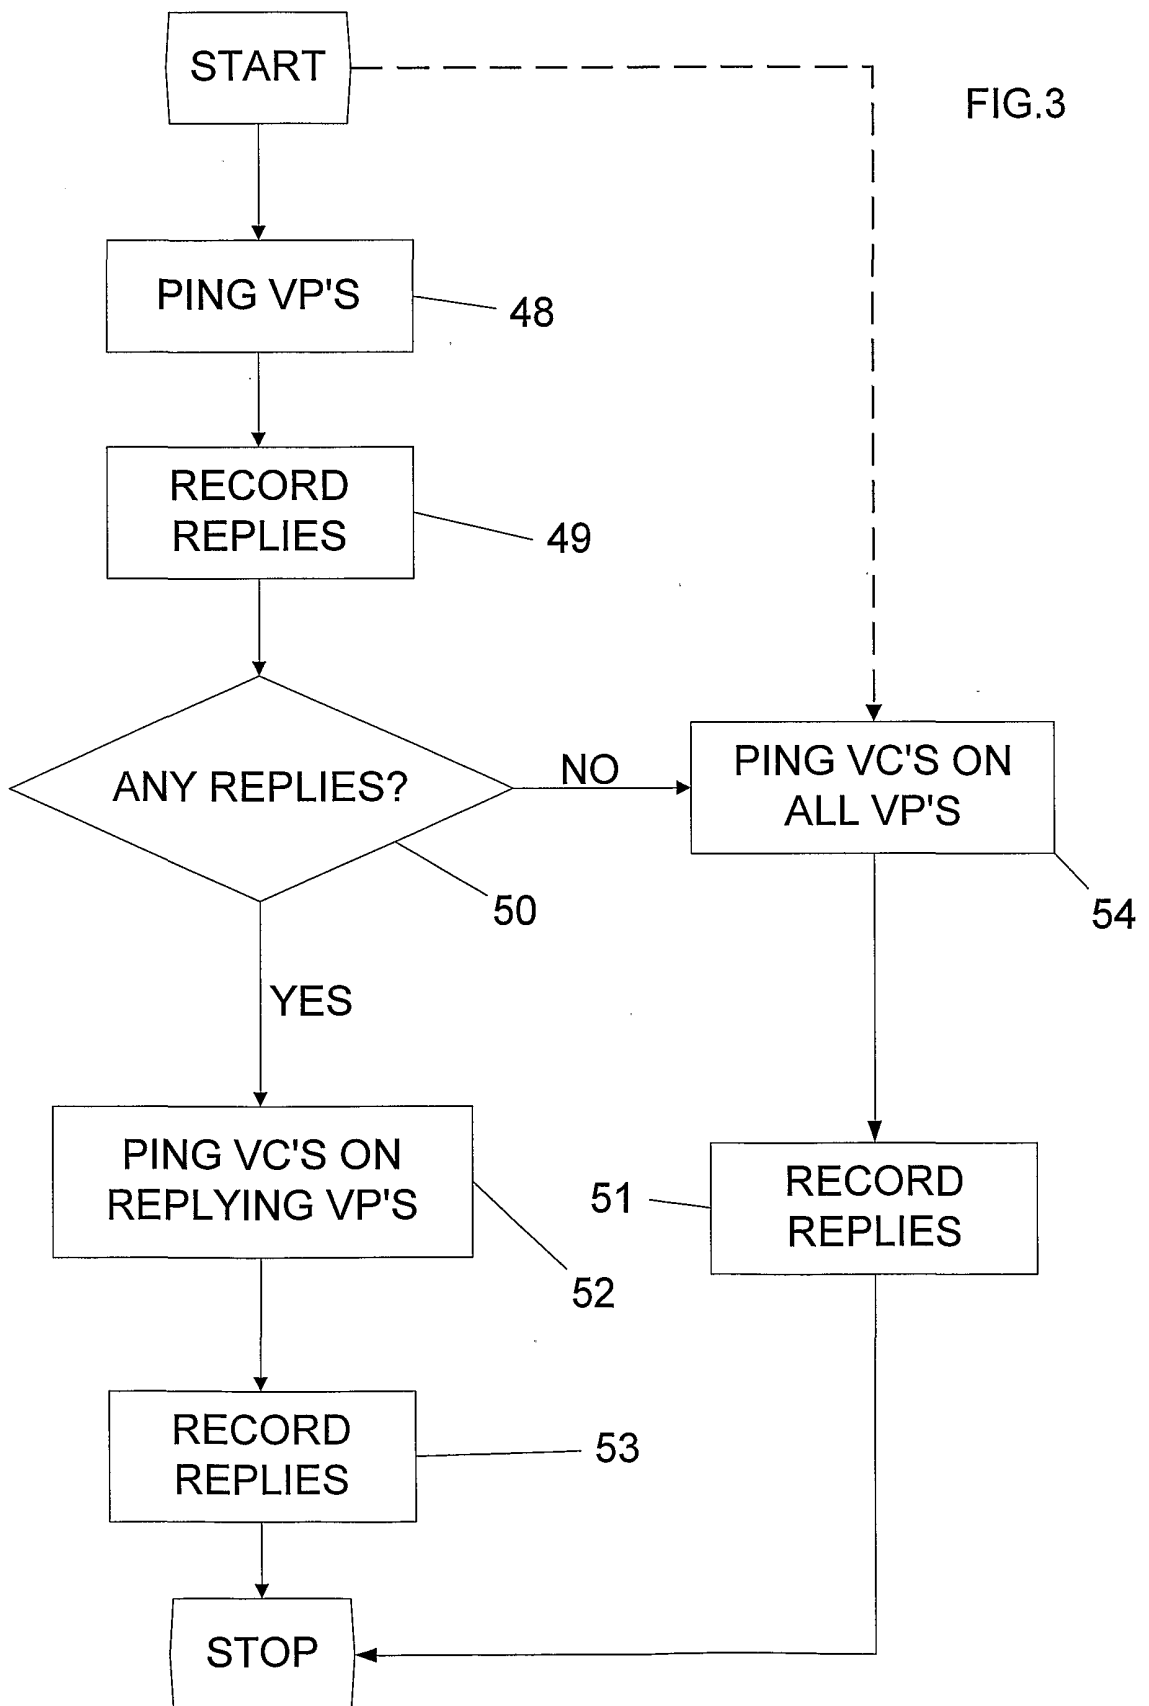 START
FIG.3
PING VP'S
48
RECORD
REPLIES
49
ANY REPLIES?
NO
PING VC'S ON
ALL VP'S
50
54
YES
PING VC'S ON
REPLYING VP'S
52
51
RECORD
REPLIES
RECORD
REPLIES
53
STOP